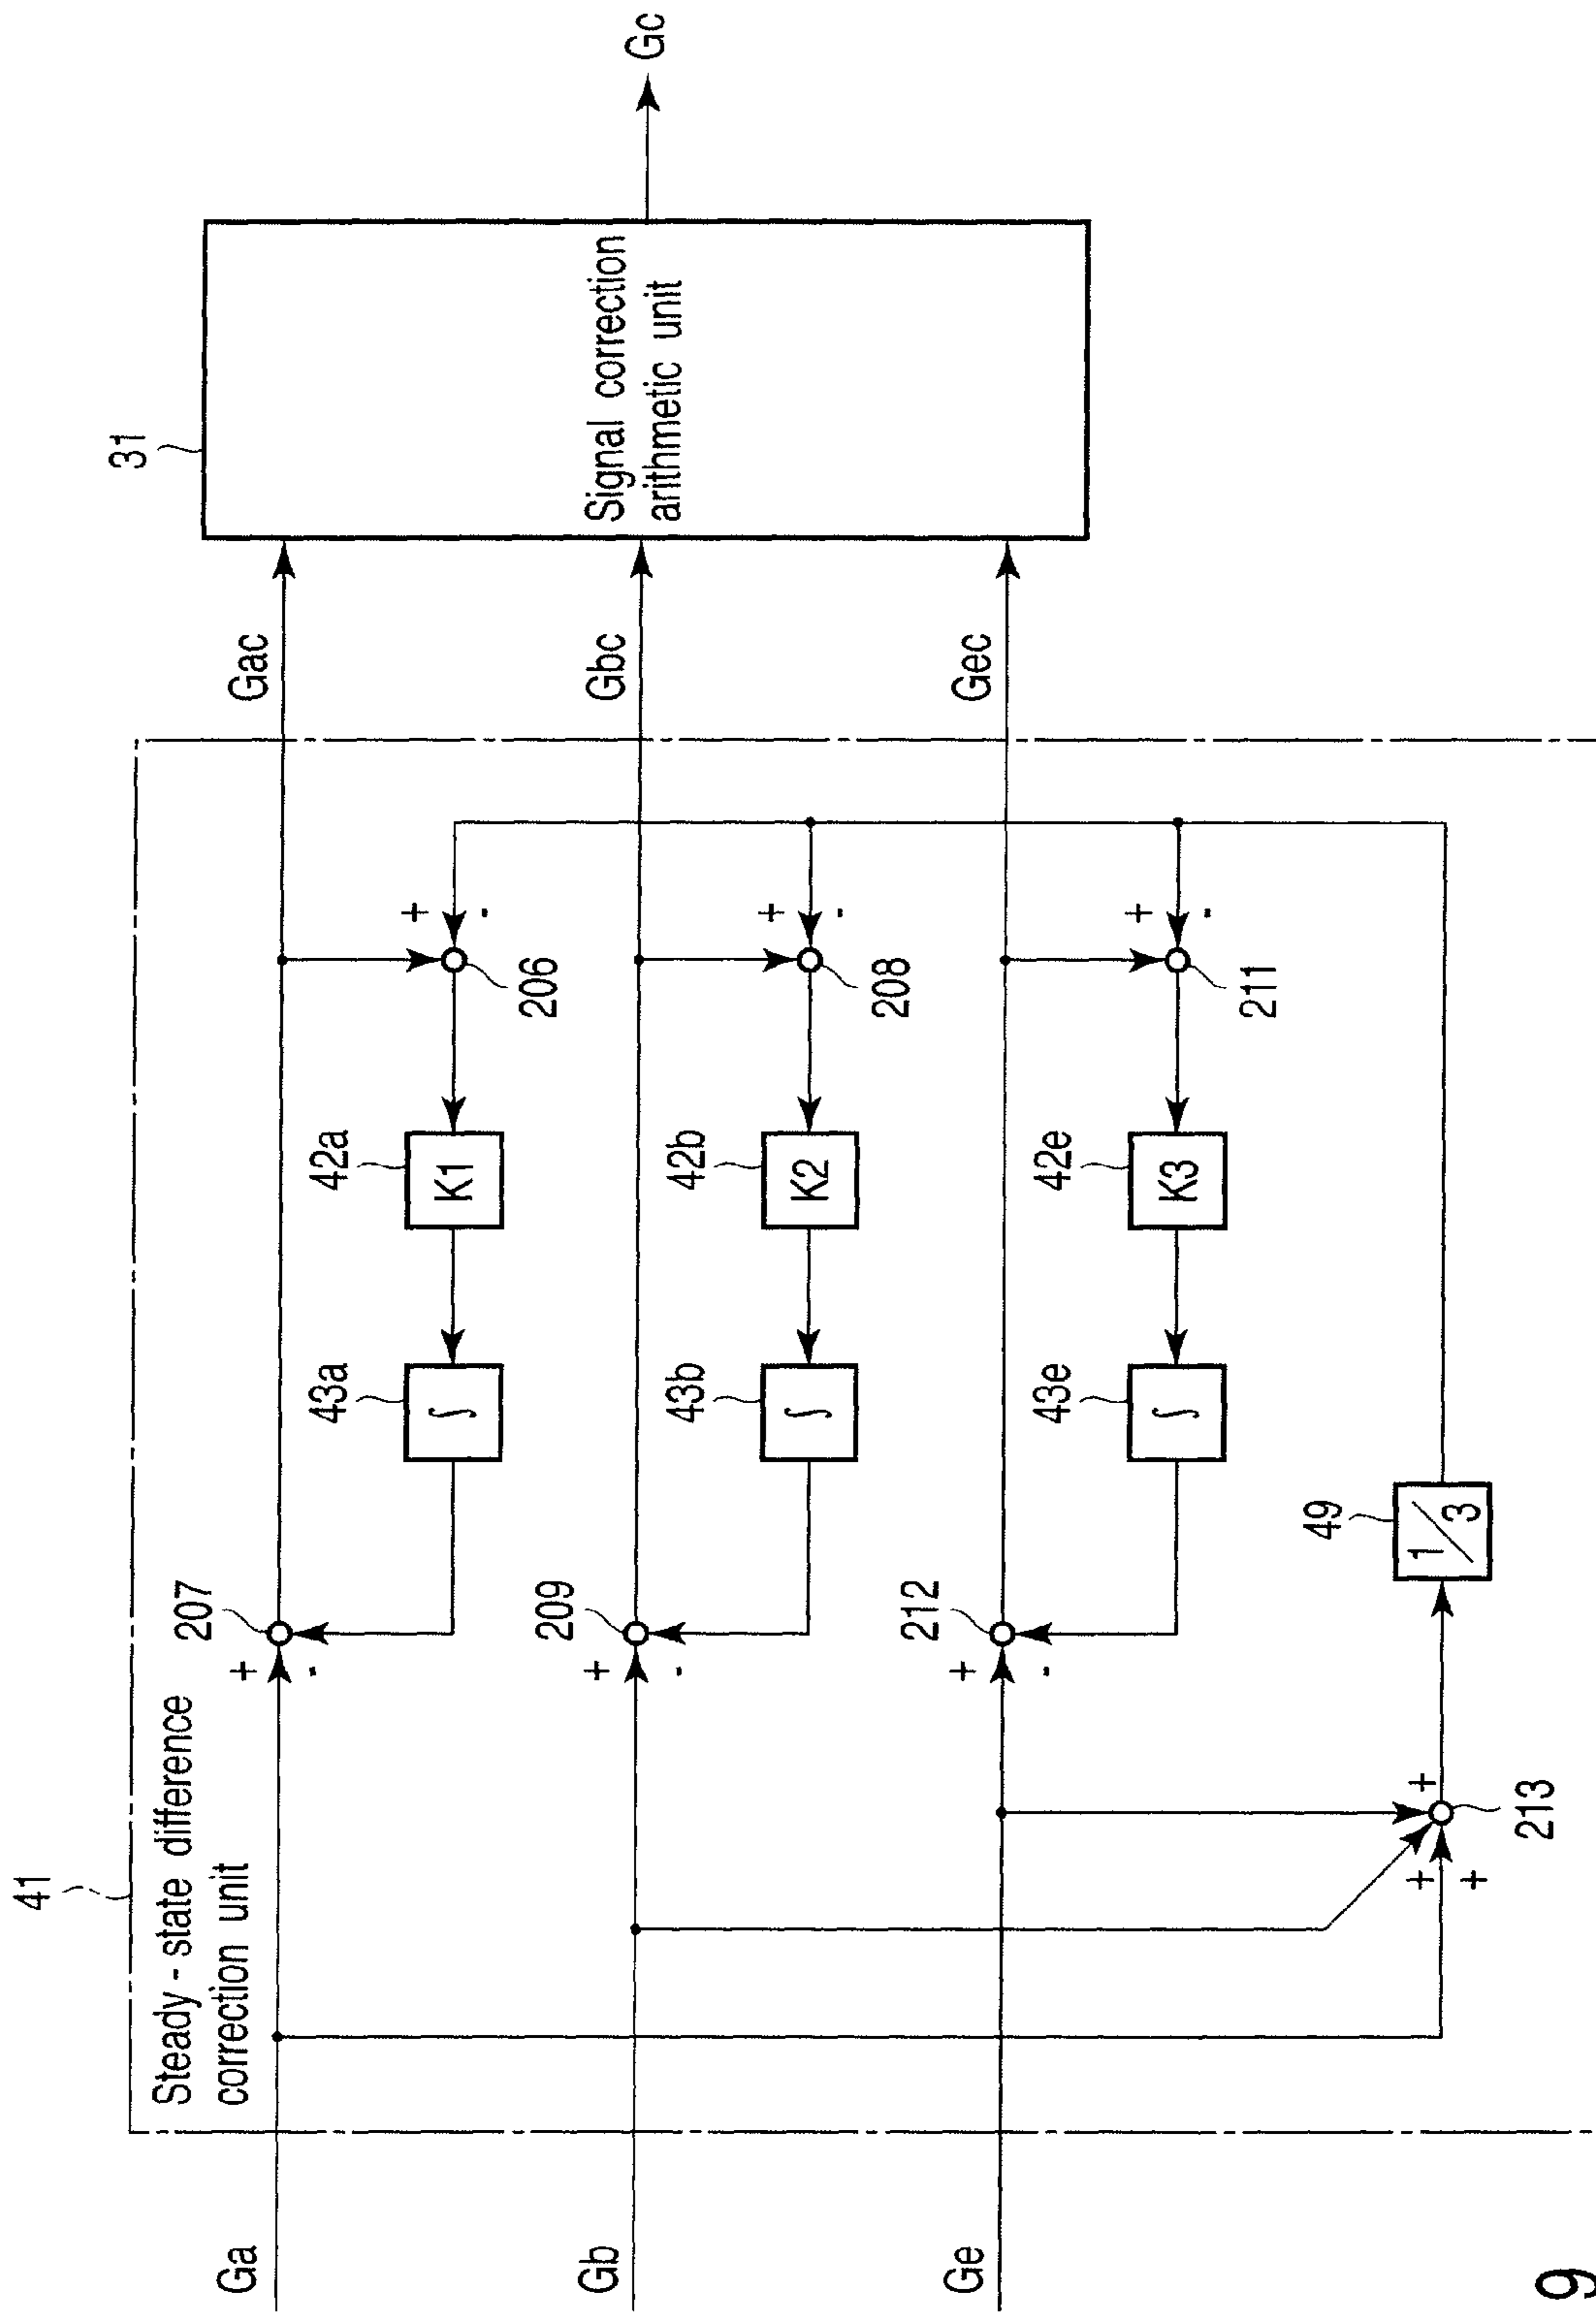 41
Steady - state difference
correction unit
Ga
+
-
207
Gac
31
43a
∫
42a
K1
206
+
-
Gb
+
-
209
Gbc
Signal correction
arithmetic unit
Gc
43b
∫
42b
K2
208
+
-
Ge
+
-
212
Gec
43e
∫
42e
K3
211
+
-
+
+
+
213
49
1/3
9